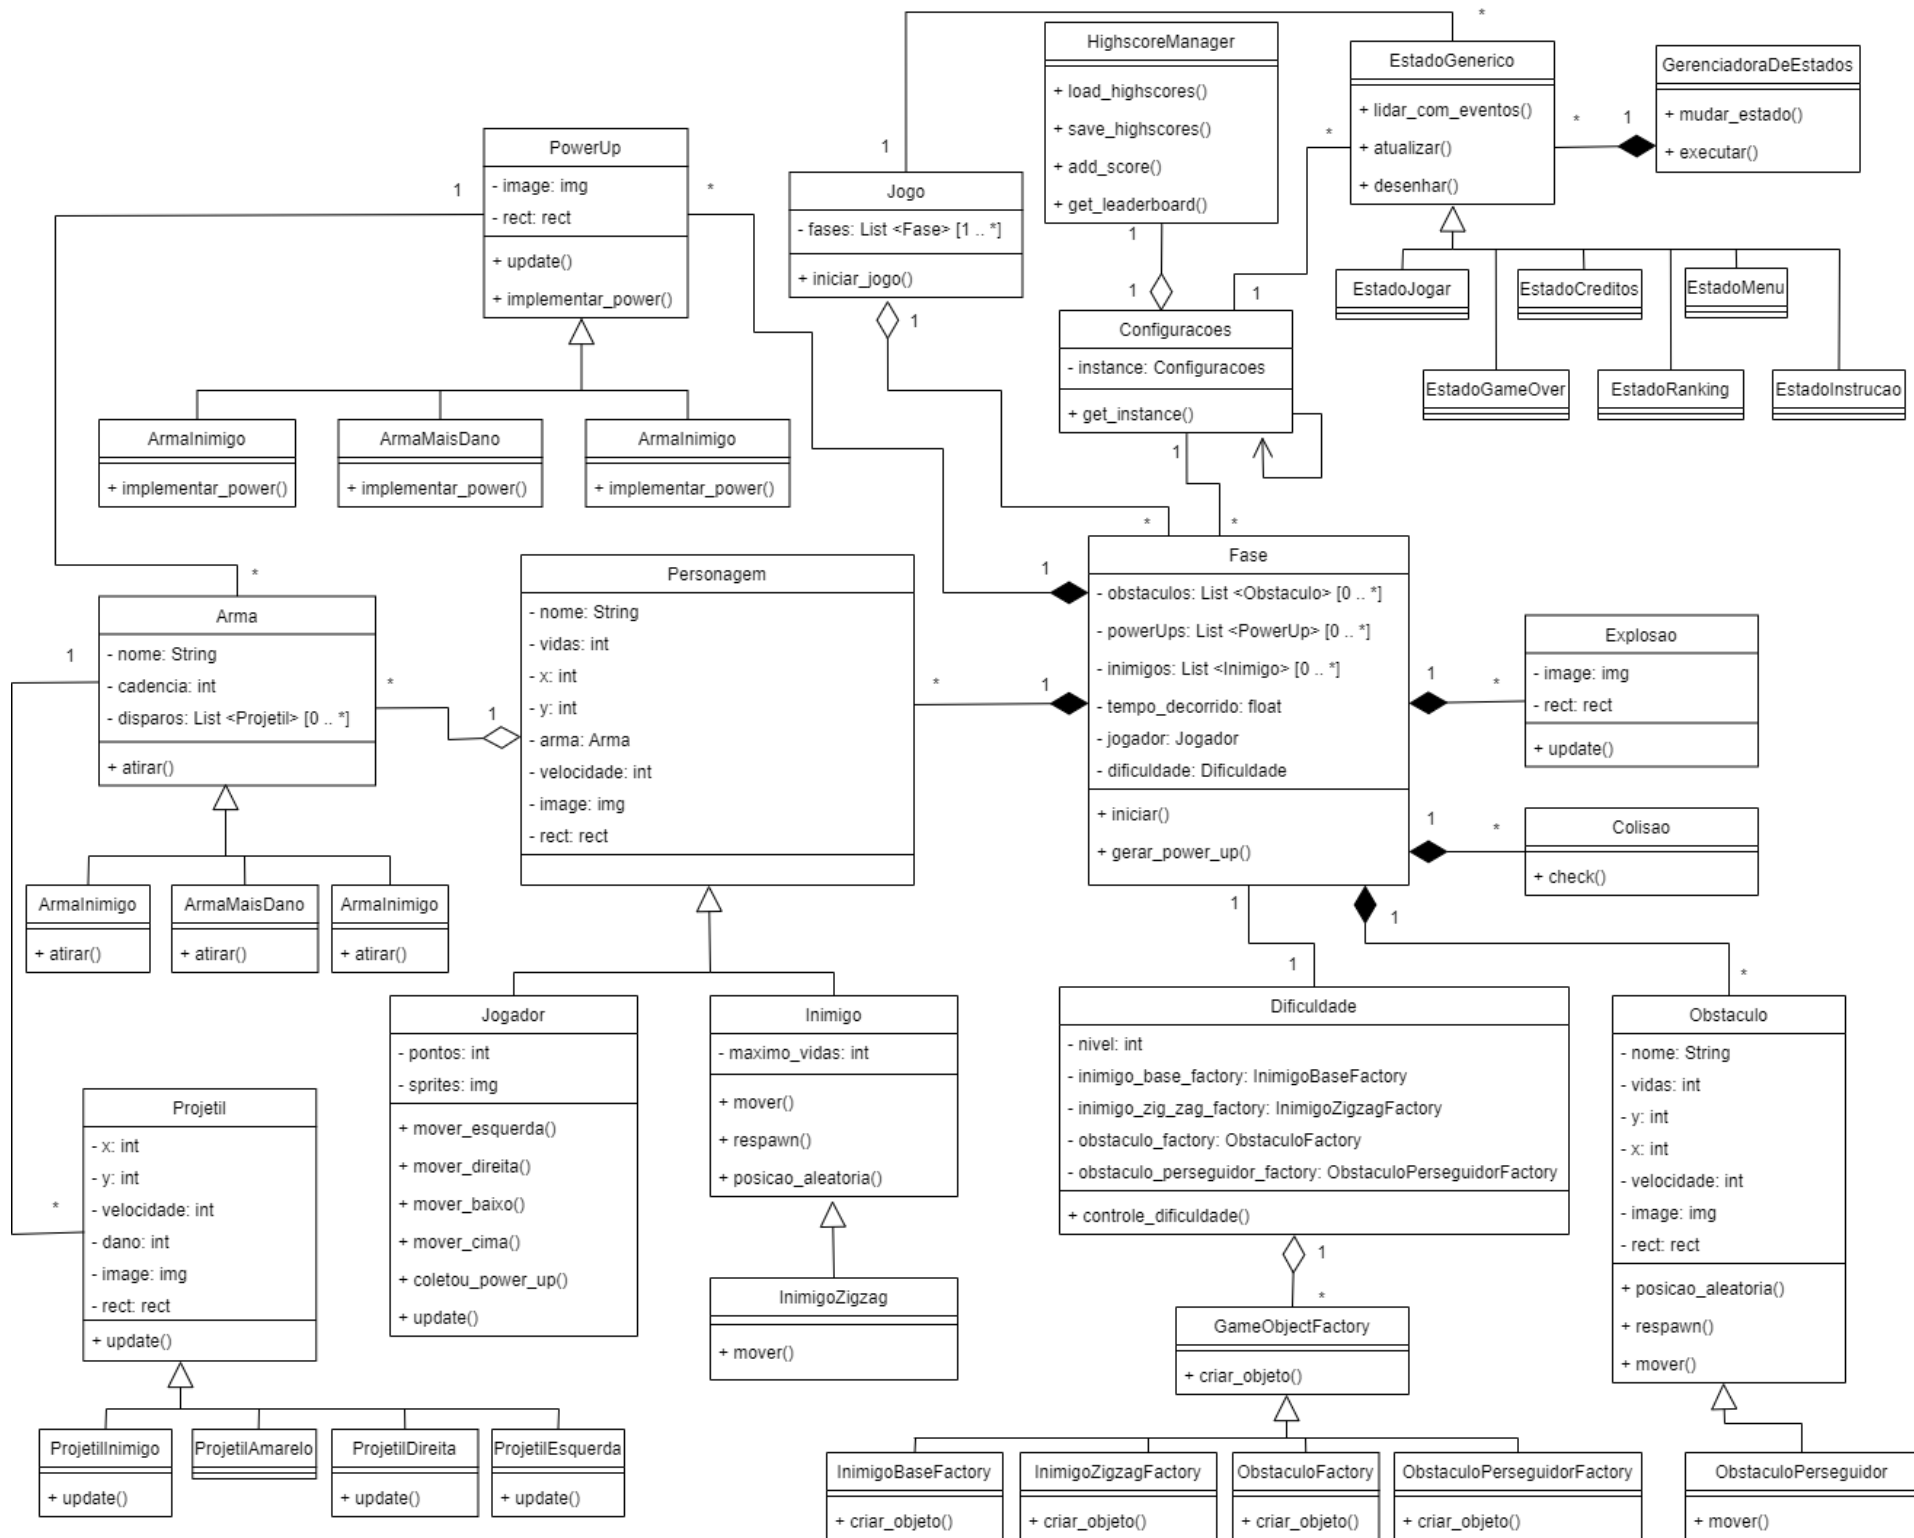 HighscoreManager
+ load_highscores()
+ save_highscores()
+ add_score()
+ get_leaderboard()
1
*
EstadoGenerico
+ lidar_com_eventos()
+ atualizar()
+ desenhar()
*
*
1
GerenciadoraDeEstados
+ mudar_estado()
+ executar()
PowerUp
- image: img
- rect: rect
+ update()
+ implementar_power()
1
*
1
Jogo
- fases: List <Fase> [1 .. *]
+ iniciar_jogo()
1
1
1
Configuracoes
- instance: Configuracoes
+ get_instance()
1
*
*
EstadoJogar
EstadoCreditos
EstadoMenu
EstadoGameOver
EstadoRanking
EstadoInstrucao
ArmaInimigo
+ implementar_power()
ArmaMaisDano
+ implementar_power()
ArmaInimigo
+ implementar_power()
*
Arma
- nome: String
- cadencia: int
- disparos: List <Projetil> [0 .. *]
+ atirar()
1
*
1
Personagem
- nome: String
- vidas: int
- x: int
- y: int
- arma: Arma
- velocidade: int
- image: img
- rect: rect
*
1
1
Fase
- obstaculos: List <Obstaculo> [0 .. *]
- powerUps: List <PowerUp> [0 .. *]
- inimigos: List <Inimigo> [0 .. *]
- tempo_decorrido: float
- jogador: Jogador
- dificuldade: Dificuldade
+ iniciar()
+ gerar_power_up()
1
*
Explosao
- image: img
- rect: rect
+ update()
1
*
Colisao
+ check()
1
1
1
*
ArmaInimigo
+ atirar()
ArmaMaisDano
+ atirar()
ArmaInimigo
+ atirar()
Jogador
- pontos: int
- sprites: img
+ mover_esquerda()
+ mover_direita()
+ mover_baixo()
+ mover_cima()
+ coletou_power_up()
+ update()
Inimigo
- maximo_vidas: int
+ mover()
+ respawn()
+ posicao_aleatoria()
InimigoZigzag
+ mover()
Dificuldade
- nivel: int
- inimigo_base_factory: InimigoBaseFactory
- inimigo_zig_zag_factory: InimigoZigzagFactory
- obstaculo_factory: ObstaculoFactory
- obstaculo_perseguidor_factory: ObstaculoPerseguidorFactory
+ controle_dificuldade()
1
*
Obstaculo
- nome: String
- vidas: int
- y: int
- x: int
- velocidade: int
- image: img
- rect: rect
+ posicao_aleatoria()
+ respawn()
+ mover()
*
Projetil
- x: int
- y: int
- velocidade: int
- dano: int
- image: img
- rect: rect
+ update()
GameObjectFactory
+ criar_objeto()
ProjetilInimigo
+ update()
ProjetilAmarelo
ProjetilDireita
+ update()
ProjetilEsquerda
+ update()
InimigoBaseFactory
+ criar_objeto()
InimigoZigzagFactory
+ criar_objeto()
ObstaculoFactory
+ criar_objeto()
ObstaculoPerseguidorFactory
+ criar_objeto()
ObstaculoPerseguidor
+ mover()